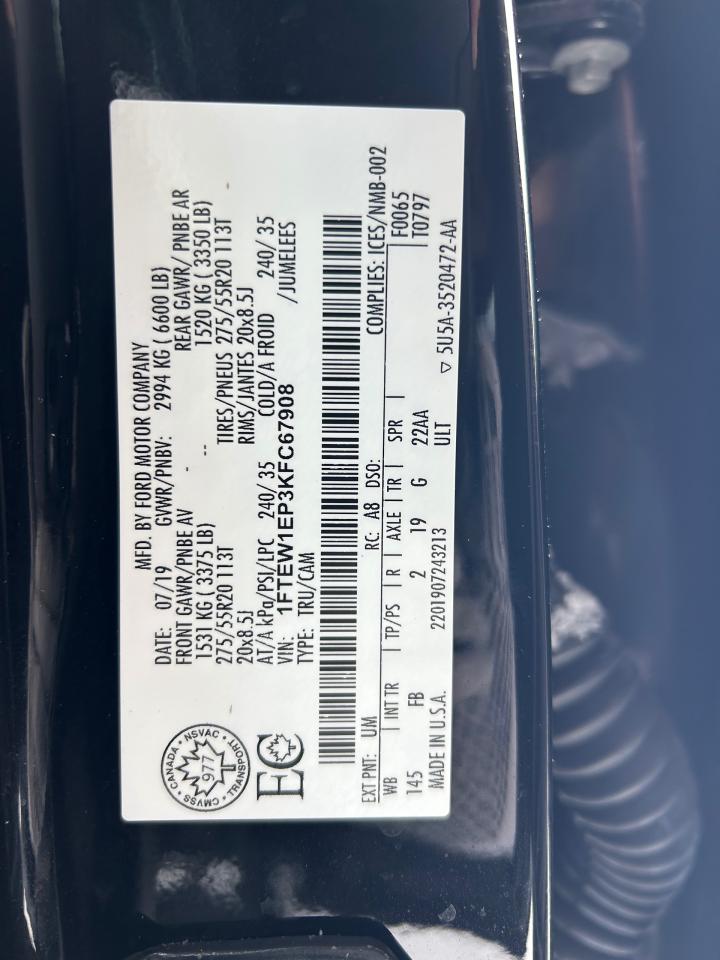 MFD. BY FORD MOTOR COMPANY
DATE: 07/19 GVWR/PNBV: 2994 KG ( 6600 LB)
FRONT GAWR/PNBE AV REAR GAWR/ PNBE AR
1531 KG ( 3375 LB) 1520 KG ( 3350 LB)
275/55R20 113T TIRES/PNEUS 275/55R20 113T
20x8.5J RIMS/JANTES 20x8.5J
AT/A kPa/PSI/LPC 240/ 35 COLD/A FROID 240/ 35
VIN: 1FTEW1EP3KFC67908 /JUMELEES
TYPE: TRU/CAM
CANADA • NSVAC • TRANSPORT • CMVSS •
977
EC
COMPLIES: ICES/NMB-002
EXT PNT: UM RC: A8 DSO: F0065
WB | INT TR | TP/PS | R | AXLE | TR | SPR | T0797
145 FB 2 19 G 22AA
MADE IN U.S.A. 2201907243213 ULT ▽ 5U5A-3520472-AA